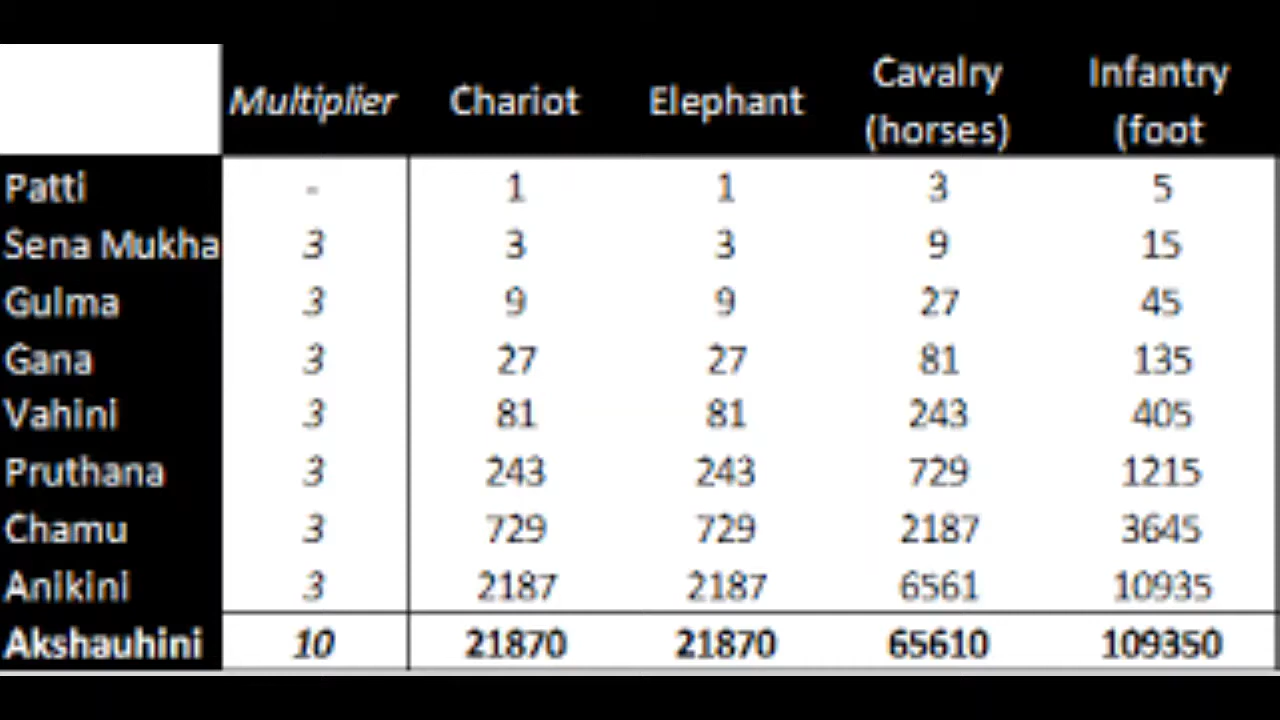 Multiplier Chariot Elephant Cavalry (horses) Infantry (foot
Patti - 1 1 3 5
Sena Mukha 3 3 3 9 15
Gulma 3 9 9 27 45
Gana 3 27 27 81 135
Vahini 3 81 81 243 405
Pruthana 3 243 243 729 1215
Chamu 3 729 729 2187 3645
Anikini 3 2187 2187 6561 10935
Akshauhini 10 21870 21870 65610 109350